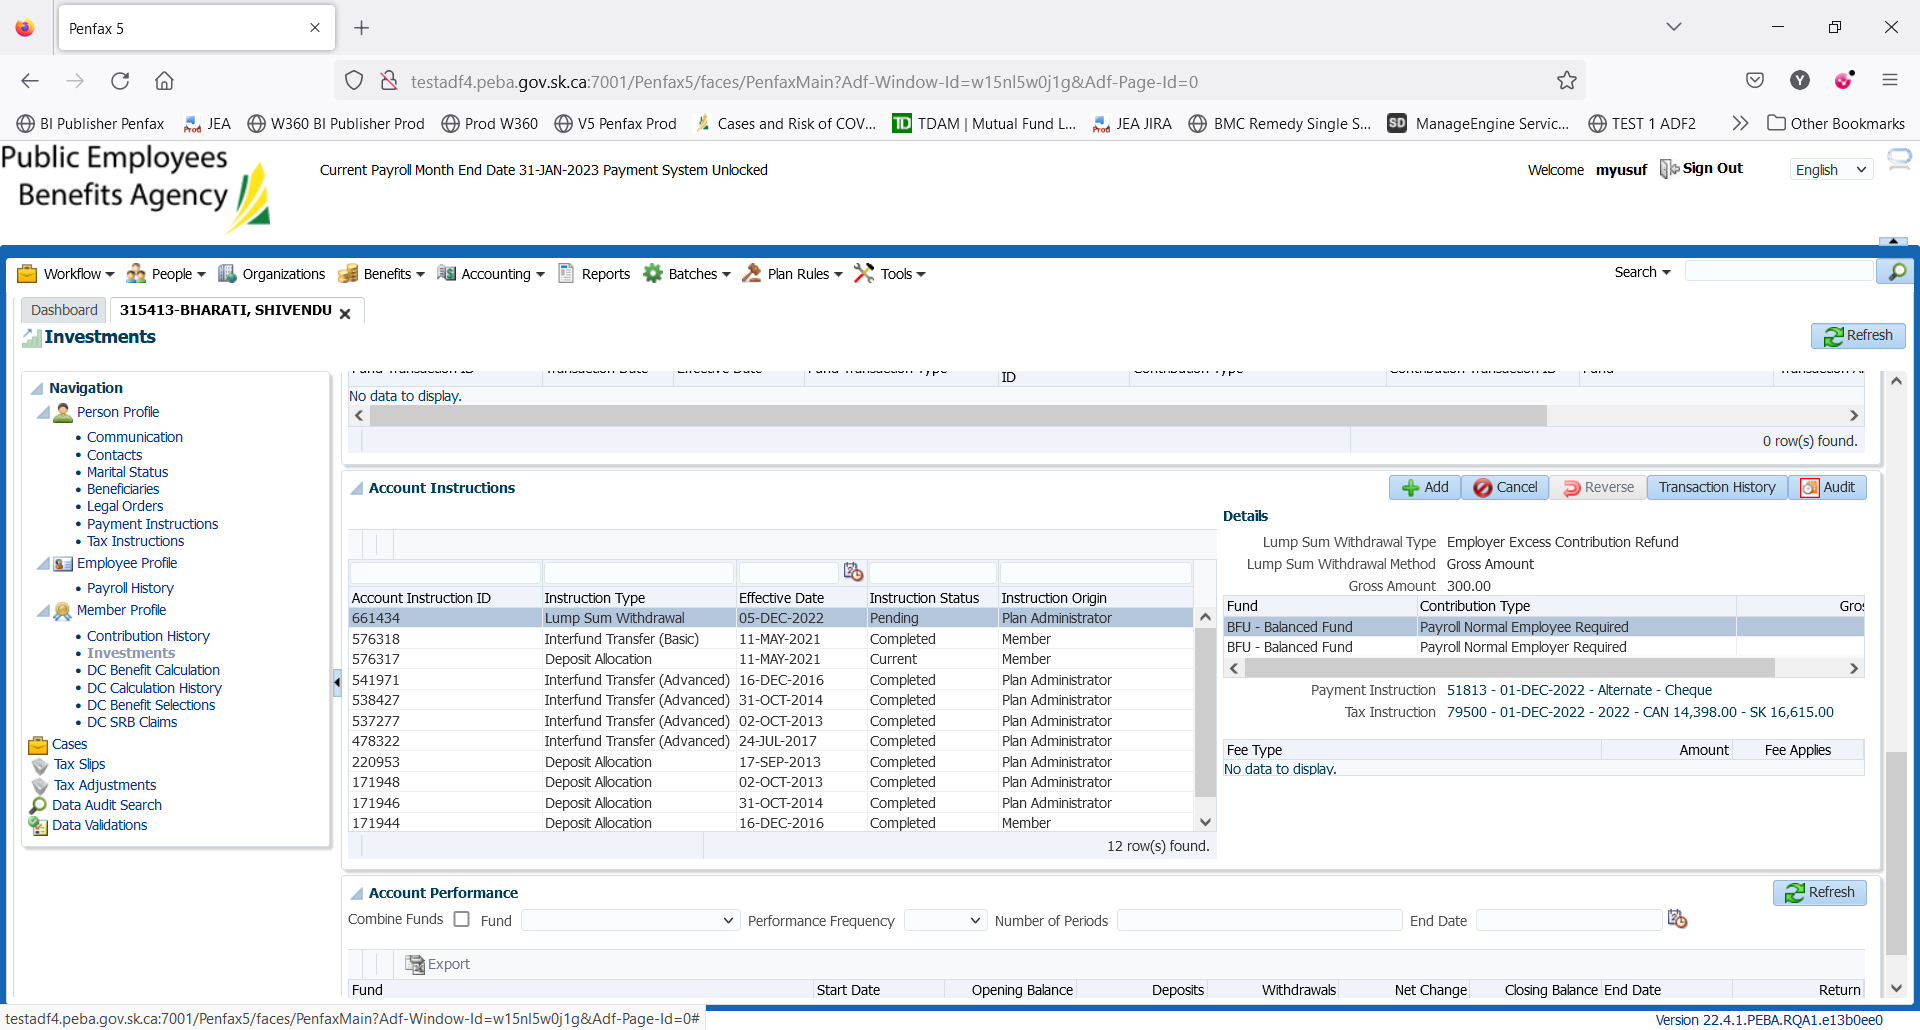 Penfax 5
testadf4.peba.gov.sk.ca:7001/Penfax5/faces/PenfaxMain?Adf-Window-Id=w15nl5w0j1g&Adf-Page-Id=0
BI Publisher Penfax JEA W360 BI Publisher Prod Prod W360 V5 Penfax Prod Cases and Risk of COV... TDAM | Mutual Fund L... JEA JIRA BMC Remedy Single S... ManageEngine Servic... TEST 1 ADF2 Other Bookmarks
Public Employees
Benefits Agency
Current Payroll Month End Date 31-JAN-2023 Payment System Unlocked
Welcome myusuf Sign Out English
Workflow People Organizations Benefits Accounting Reports Batches Plan Rules Tools Search
Dashboard 315413-BHARATI, SHIVENDU
Investments Refresh
Navigation
Person Profile
Communication
Contacts
Marital Status
Beneficiaries
Legal Orders
Payment Instructions
Tax Instructions
Employee Profile
Payroll History
Member Profile
Contribution History
Investments
DC Benefit Calculation
DC Calculation History
DC Benefit Selections
DC SRB Claims
Cases
Tax Slips
Tax Adjustments
Data Audit Search
Data Validations
Fund Transaction ID Transaction Date Effective Date Fund Transaction Type ID Contribution Type Contribution Transaction ID Fund
No data to display.
0 row(s) found.
Account Instructions Add Cancel Reverse Transaction History Audit
Account Instruction ID Instruction Type Effective Date Instruction Status Instruction Origin
661434 Lump Sum Withdrawal 05-DEC-2022 Pending Plan Administrator
576318 Interfund Transfer (Basic) 11-MAY-2021 Completed Member
576317 Deposit Allocation 11-MAY-2021 Current Member
541971 Interfund Transfer (Advanced) 16-DEC-2016 Completed Plan Administrator
538427 Interfund Transfer (Advanced) 31-OCT-2014 Completed Plan Administrator
537277 Interfund Transfer (Advanced) 02-OCT-2013 Completed Plan Administrator
478322 Interfund Transfer (Advanced) 24-JUL-2017 Completed Plan Administrator
220953 Deposit Allocation 17-SEP-2013 Completed Plan Administrator
171948 Deposit Allocation 02-OCT-2013 Completed Plan Administrator
171946 Deposit Allocation 31-OCT-2014 Completed Plan Administrator
171944 Deposit Allocation 16-DEC-2016 Completed Member
12 row(s) found.
Details
Lump Sum Withdrawal Type Employer Excess Contribution Refund
Lump Sum Withdrawal Method Gross Amount
Gross Amount 300.00
Fund Contribution Type Gros
BFU - Balanced Fund Payroll Normal Employee Required
BFU - Balanced Fund Payroll Normal Employer Required
Payment Instruction 51813 - 01-DEC-2022 - Alternate - Cheque
Tax Instruction 79500 - 01-DEC-2022 - 2022 - CAN 14,398.00 - SK 16,615.00
Fee Type Amount Fee Applies
No data to display.
Account Performance Refresh
Combine Funds Fund Performance Frequency Number of Periods End Date
Export
Fund Start Date Opening Balance Deposits Withdrawals Net Change Closing Balance End Date Return
testadf4.peba.gov.sk.ca:7001/Penfax5/faces/PenfaxMain?Adf-Window-Id=w15nl5w0j1g&Adf-Page-Id=0#
Version 22.4.1.PEBA.RQA1.e13b0ee0